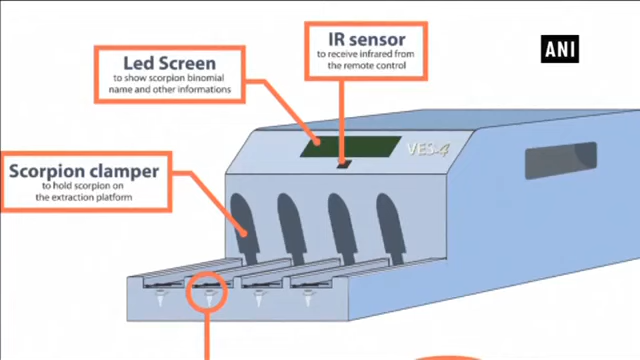 ANI
IR sensor
to receive infrared from
the remote control
Led Screen
to show scorpion binomial
name and other informations
VES-4
Scorpion clamper
to hold scorpion on
the extraction platform